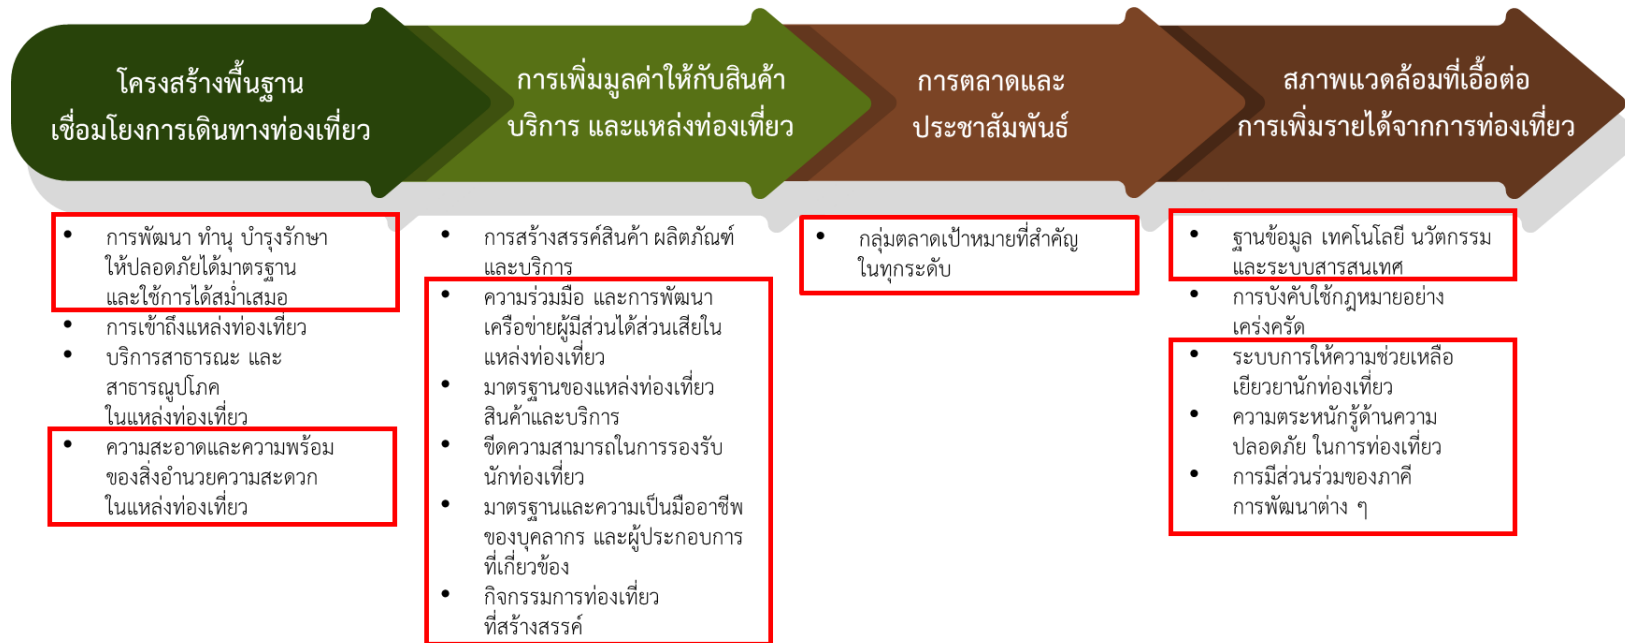 โครงสร้างพื้นฐาน
เชื่อมโยงการเดินทางท่องเที่ยว
การเพิ่มมูลค่าให้กับสินค้า
บริการ และแหล่งท่องเที่ยว
การตลาดและ
ประชาสัมพันธ์
สภาพแวดล้อมที่เอื้อต่อ
การเพิ่มรายได้จากการท่องเที่ยว
• การพัฒนา ทำนุ บำรุงรักษา
ให้ปลอดภัยได้มาตรฐาน
และใช้การได้สม่ำเสมอ
• การเข้าถึงแหล่งท่องเที่ยว
• บริการสาธารณะ และ
สาธารณูปโภค
ในแหล่งท่องเที่ยว
• ความสะอาดและความพร้อม
ของสิ่งอำนวยความสะดวก
ในแหล่งท่องเที่ยว
• การสร้างสรรค์สินค้า ผลิตภัณฑ์
และบริการ
• ความร่วมมือ และการพัฒนา
เครือข่ายผู้มีส่วนได้ส่วนเสียใน
แหล่งท่องเที่ยว
• มาตรฐานของแหล่งท่องเที่ยว
สินค้าและบริการ
• ขีดความสามารถในการรองรับ
นักท่องเที่ยว
• มาตรฐานและความเป็นมืออาชีพ
ของบุคลากร และผู้ประกอบการ
ที่เกี่ยวข้อง
• กิจกรรมการท่องเที่ยว
ที่สร้างสรรค์
• กลุ่มตลาดเป้าหมายที่สำคัญ
ในทุกระดับ
• ฐานข้อมูล เทคโนโลยี นวัตกรรม
และระบบสารสนเทศ
• การบังคับใช้กฎหมายอย่าง
เคร่งครัด
• ระบบการให้ความช่วยเหลือ
เยียวยานักท่องเที่ยว
• ความตระหนักรู้ด้านความ
ปลอดภัย ในการท่องเที่ยว
• การมีส่วนร่วมของภาคี
การพัฒนาต่าง ๆ